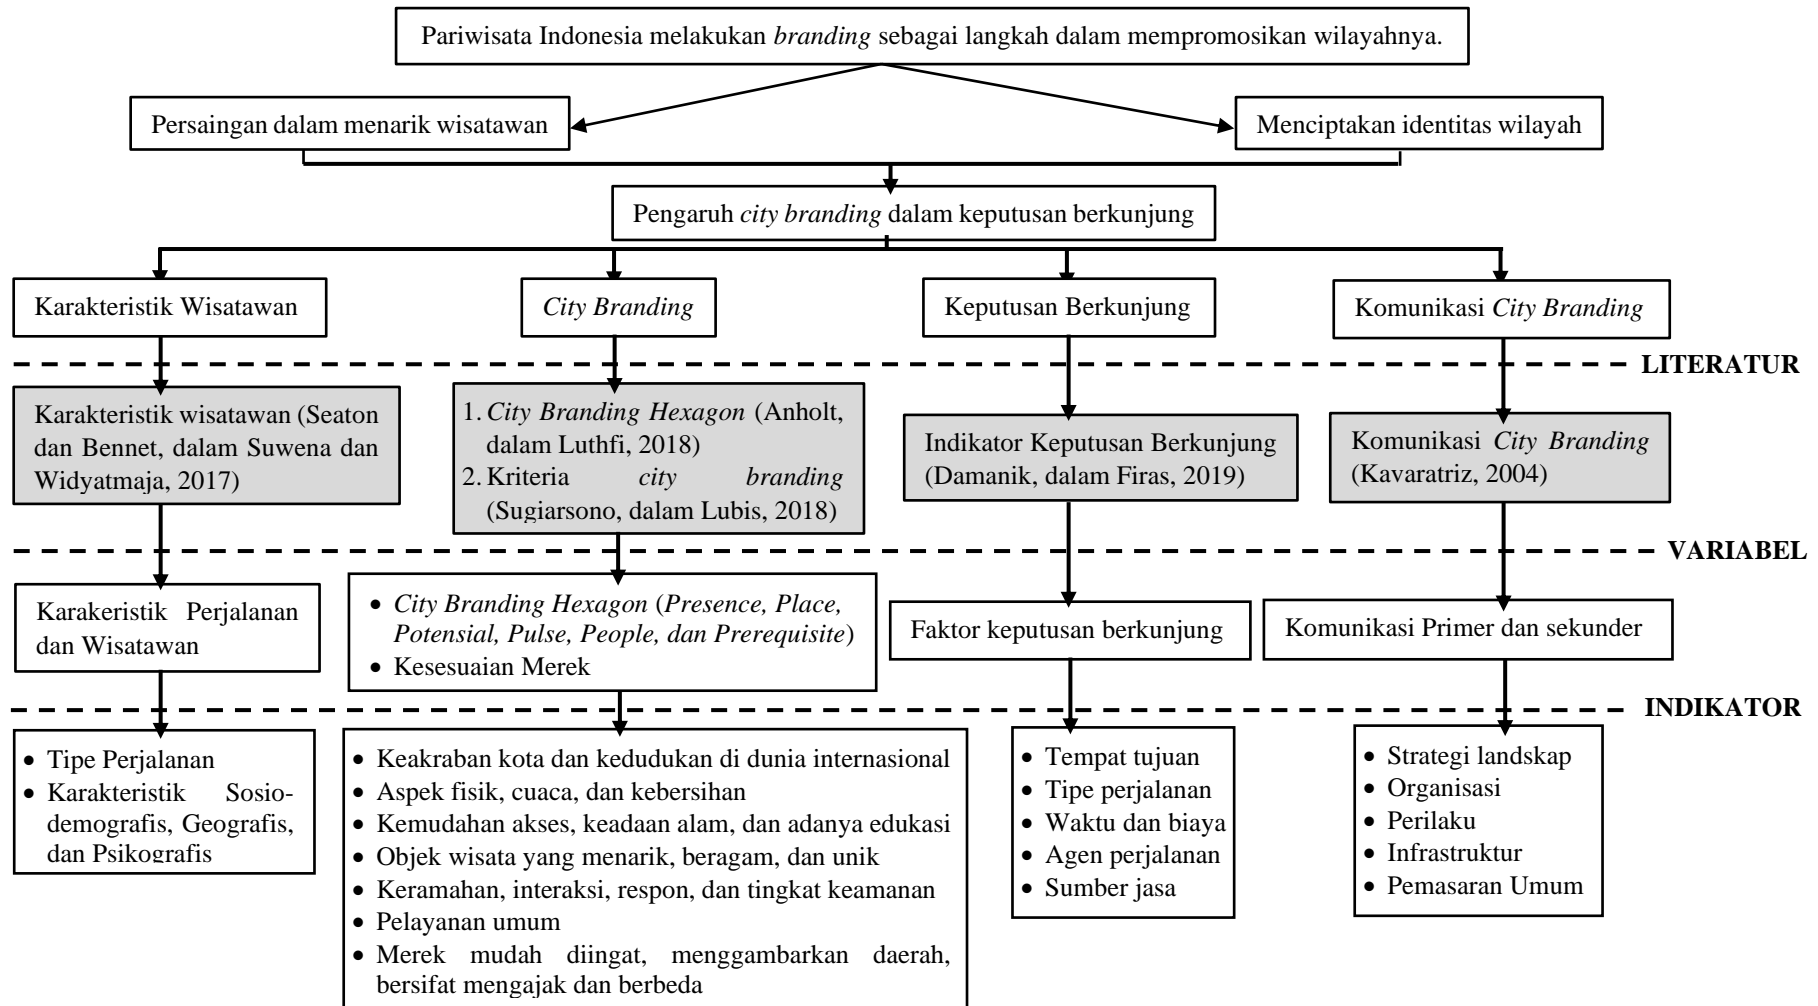 Pariwisata Indonesia melakukan branding sebagai langkah dalam mempromosikan wilayahnya.
Persaingan dalam menarik wisatawan
Menciptakan identitas wilayah
Pengaruh city branding dalam keputusan berkunjung
Karakteristik Wisatawan
City Branding
Keputusan Berkunjung
Komunikasi City Branding
LITERATUR
Karakteristik wisatawan (Seaton
dan Bennet, dalam Suwena dan
Widyatmaja, 2017)
1. City Branding Hexagon (Anholt,
dalam Luthfi, 2018)
2. Kriteria city branding
(Sugiarsono, dalam Lubis, 2018)
Indikator Keputusan Berkunjung
(Damanik, dalam Firas, 2019)
Komunikasi City Branding
(Kavaratriz, 2004)
VARIABEL
Karakeristik Perjalanan
dan Wisatawan
• City Branding Hexagon (Presence, Place,
Potensial, Pulse, People, dan Prerequisite)
• Kesesuaian Merek
Faktor keputusan berkunjung
Komunikasi Primer dan sekunder
INDIKATOR
• Tipe Perjalanan
• Karakteristik Sosio-
demografis, Geografis,
dan Psikografis
• Keakraban kota dan kedudukan di dunia internasional
• Aspek fisik, cuaca, dan kebersihan
• Kemudahan akses, keadaan alam, dan adanya edukasi
• Objek wisata yang menarik, beragam, dan unik
• Keramahan, interaksi, respon, dan tingkat keamanan
• Pelayanan umum
• Merek mudah diingat, menggambarkan daerah,
bersifat mengajak dan berbeda
• Tempat tujuan
• Tipe perjalanan
• Waktu dan biaya
• Agen perjalanan
• Sumber jasa
• Strategi landskap
• Organisasi
• Perilaku
• Infrastruktur
• Pemasaran Umum